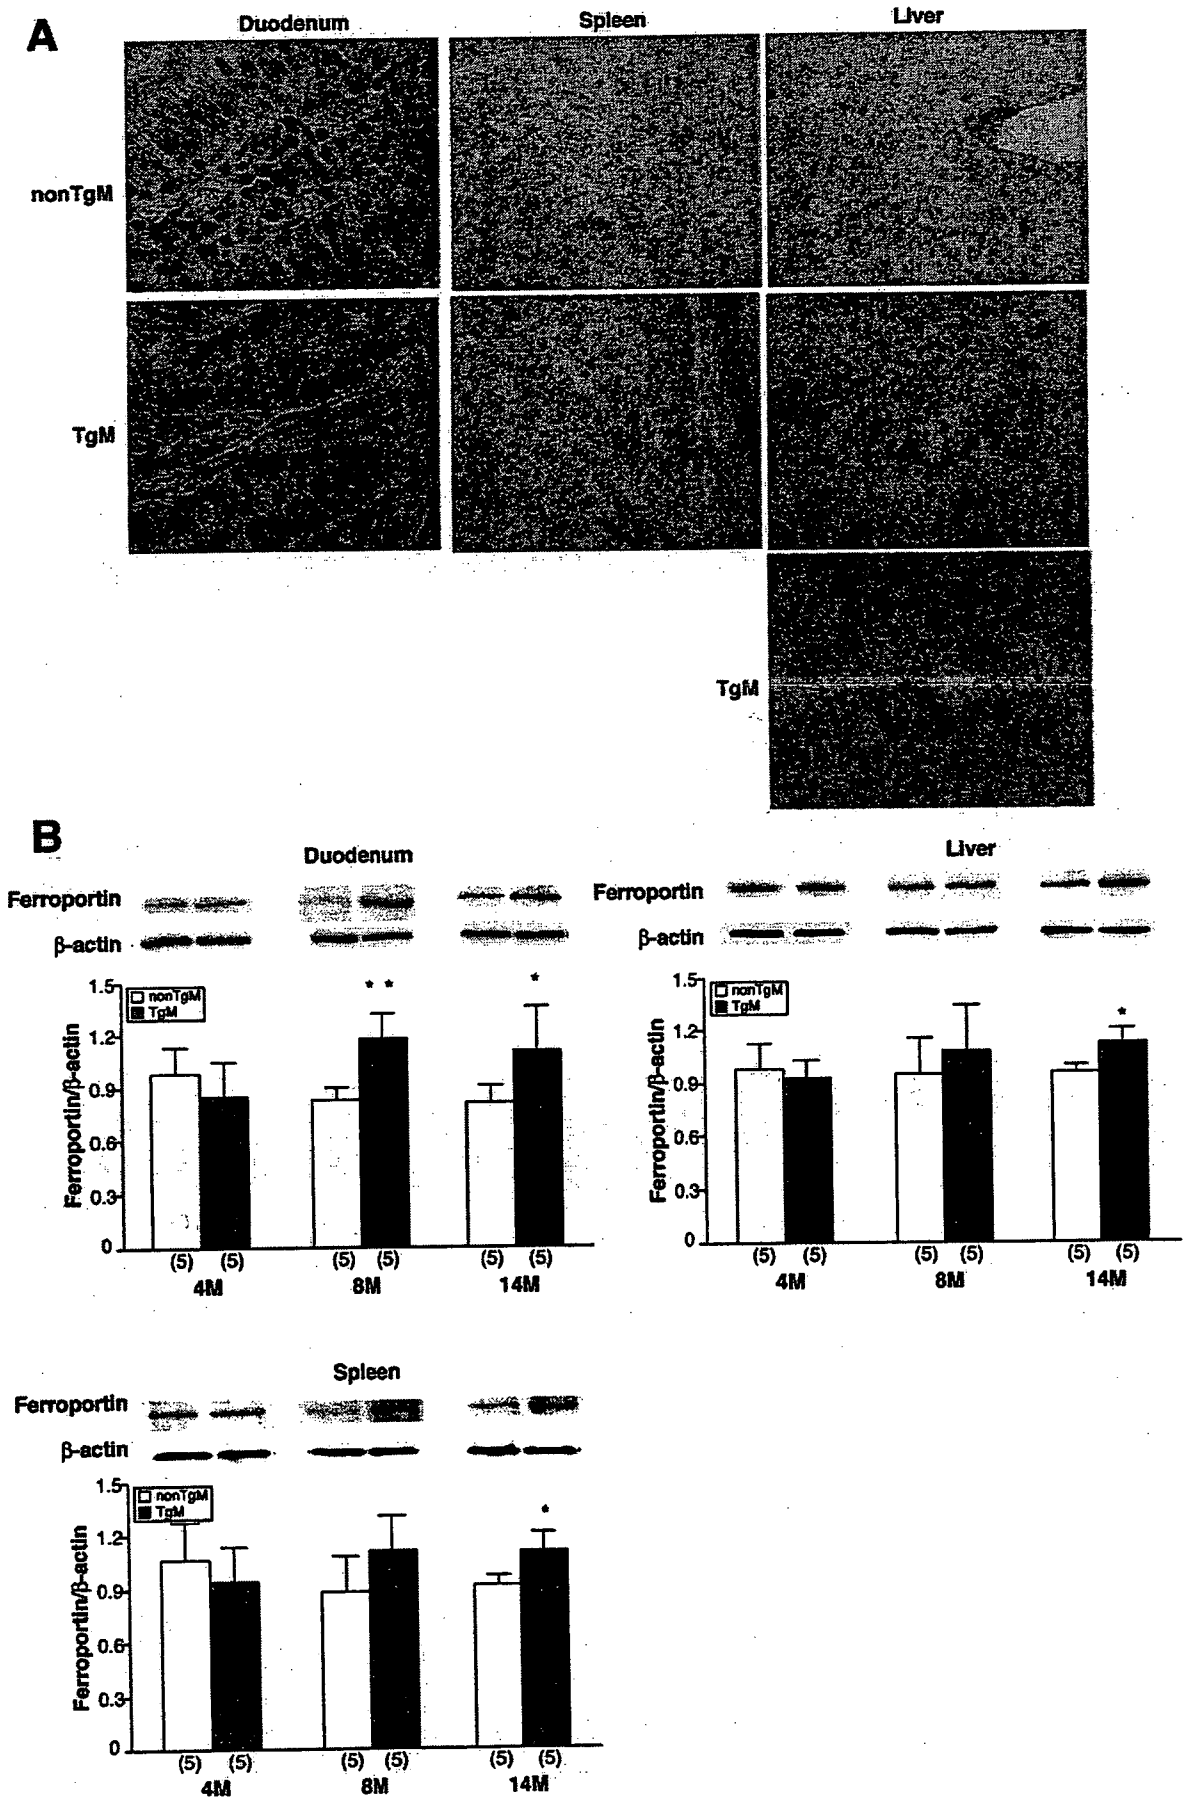 A
Duodenum
Spleen
Liver
nonTgM
TgM
TgM
B
Duodenum
Ferroportin
β-actin
1.5
1.2
0.9
0.6
0.3
0
Ferroportin/β-actin
nonTgM
TgM
* *
*
(5) (5) (5) (5) (5) (5)
4M 8M 14M
Liver
Ferroportin
β-actin
1.5
1.2
0.9
0.6
0.3
0
Ferroportin/β-actin
nonTgM
TgM
*
(5) (5) (5) (5) (5) (5)
4M 8M 14M
Spleen
Ferroportin
β-actin
1.5
1.2
0.9
0.6
0.3
0
Ferroportin/β-actin
nonTgM
TgM
*
(5) (5) (5) (5) (5) (5)
4M 8M 14M